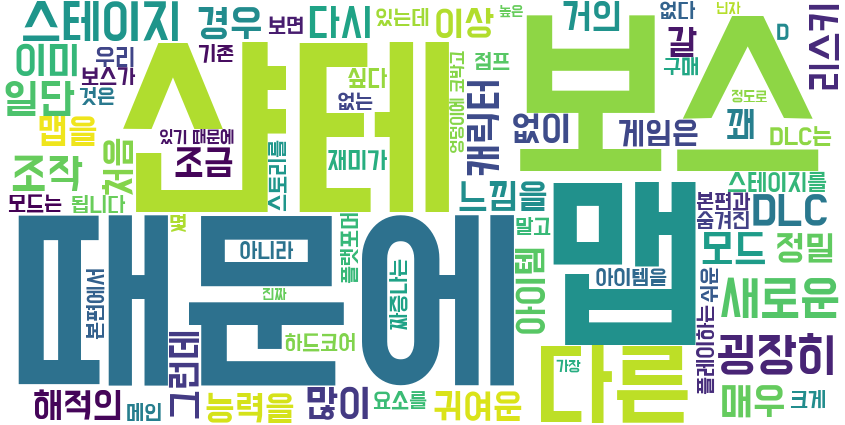 스테이지 경우 보면 다시 있는데 이상 높은 거의 없다 닌자 D 리스키
이미 우리 기존 샨테 보스 점프 갈
일단 보스가 것은 싶다 없는 엉덩이에 코박고 구매 정도로
맵을 있기 때문에 캐릭터 없이 게임은 꽤 DLC는
조작 처음 조금 스토리를 재미가 스테이지를
모드는 됩니다 느낌을 본편과 숨겨진 DLC
몇 때문에 아니라 플랫포머 말고 맵 모드 정밀
본편에서 진짜 짜증나는 아이템 아이템을 쉬운 새로운
그런데 하드코어 다른 가장 플레이하는 굉장히
해적의 메인 능력을 많이 요소를 귀여운 매우 크게